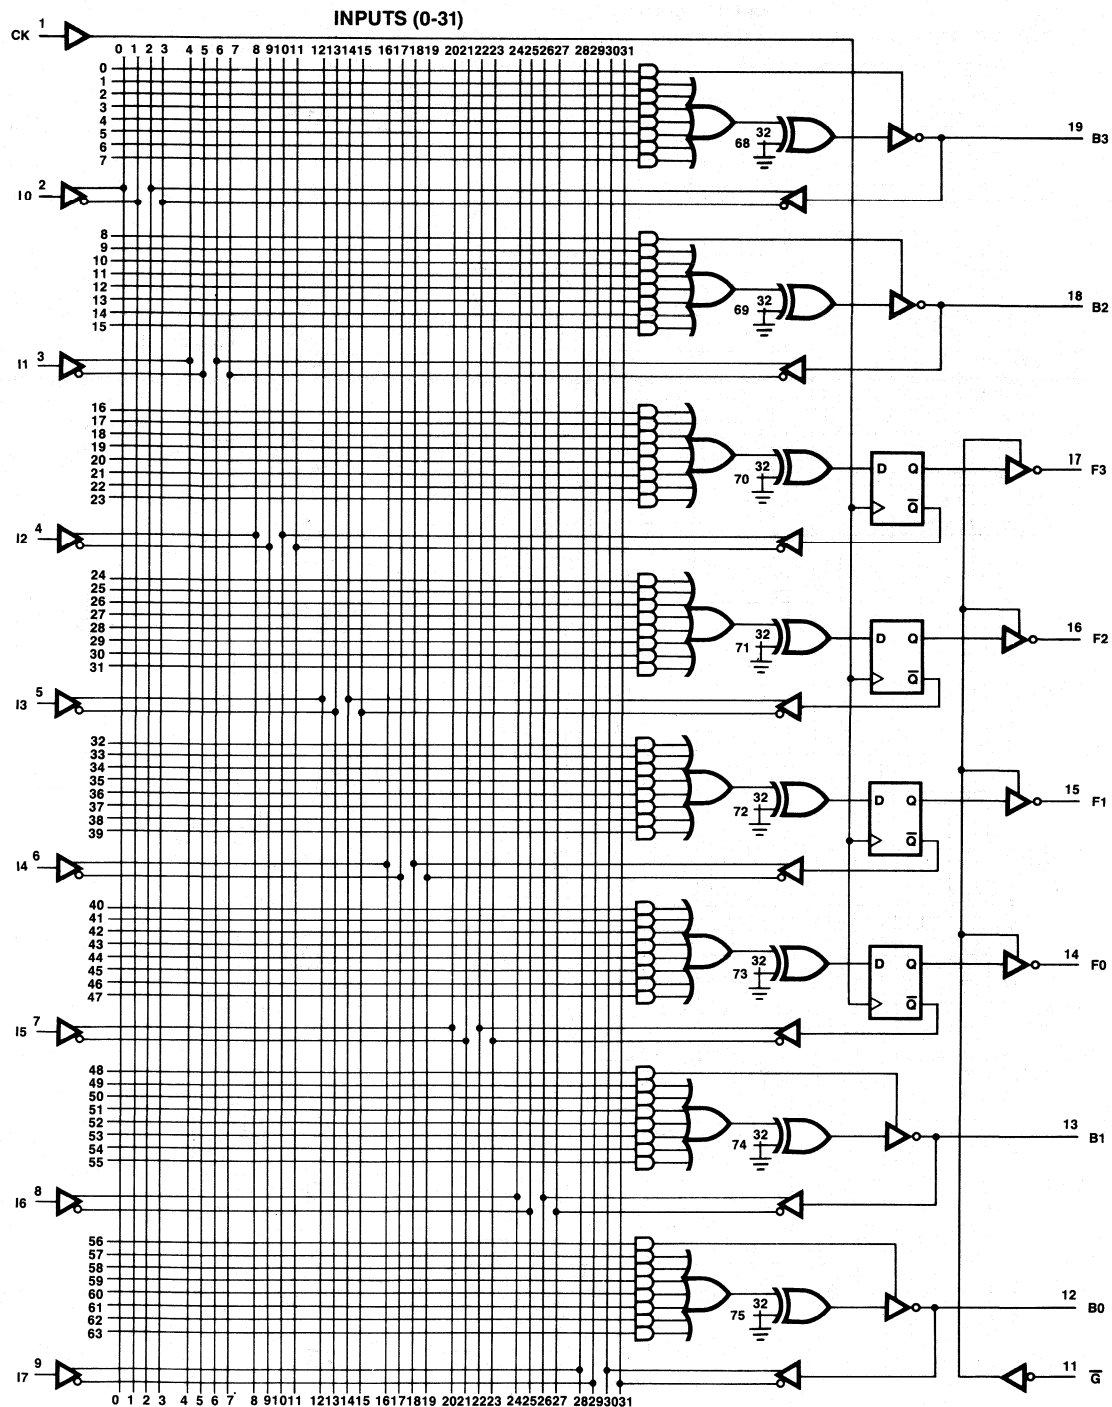 INPUTS (0-31)
CK 1
0 1 2 3 4 5 6 7 8 9 10 11 12 13 14 15 16 17 18 19 20 21 22 23 24 25 26 27 28 29 30 31
0
1
2
3
4
5
6
7
32
68
19 B3
I0 2
8
9
10
11
12
13
14
15
32
69
18 B2
I1 3
16
17
18
19
20
21
22
23
32
70
D Q
Q̅
17 F3
I2 4
24
25
26
27
28
29
30
31
32
71
D Q
Q̅
16 F2
I3 5
32
33
34
35
36
37
38
39
32
72
D Q
Q̅
15 F1
I4 6
40
41
42
43
44
45
46
47
32
73
D Q
Q̅
14 F0
I5 7
48
49
50
51
52
53
54
55
32
74
13 B1
I6 8
56
57
58
59
60
61
62
63
32
75
12 B0
I7 9
11 G̅
0 1 2 3 4 5 6 7 8 9 10 11 12 13 14 15 16 17 18 19 20 21 22 23 24 25 26 27 28 29 30 31